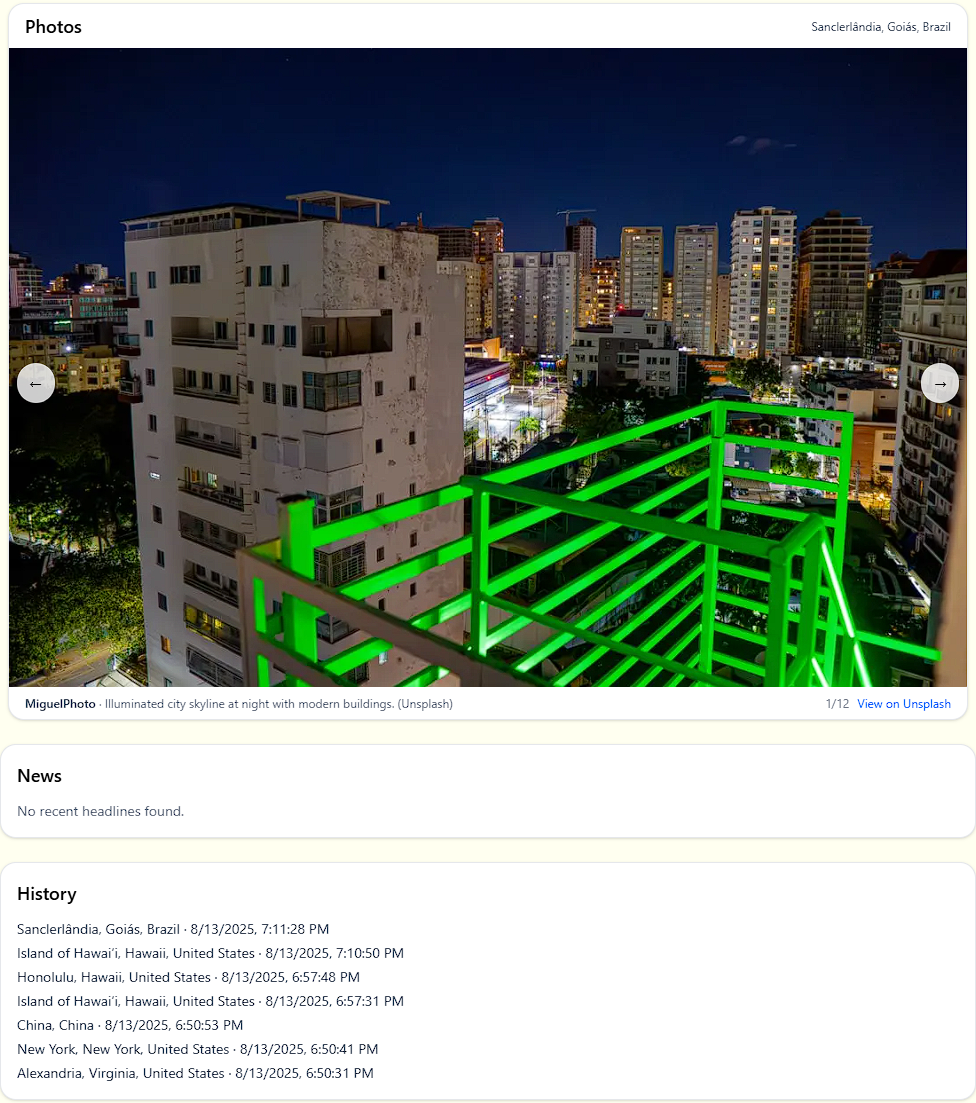 Photos
Sanclerlândia, Goiás, Brazil
←
→
MiguelPhoto · Illuminated city skyline at night with modern buildings. (Unsplash)
1/12 View on Unsplash
News
No recent headlines found.
History
Sanclerlândia, Goiás, Brazil · 8/13/2025, 7:11:28 PM
Island of Hawai‘i, Hawaii, United States · 8/13/2025, 7:10:50 PM
Honolulu, Hawaii, United States · 8/13/2025, 6:57:48 PM
Island of Hawai‘i, Hawaii, United States · 8/13/2025, 6:57:31 PM
China, China · 8/13/2025, 6:50:53 PM
New York, New York, United States · 8/13/2025, 6:50:41 PM
Alexandria, Virginia, United States · 8/13/2025, 6:50:31 PM